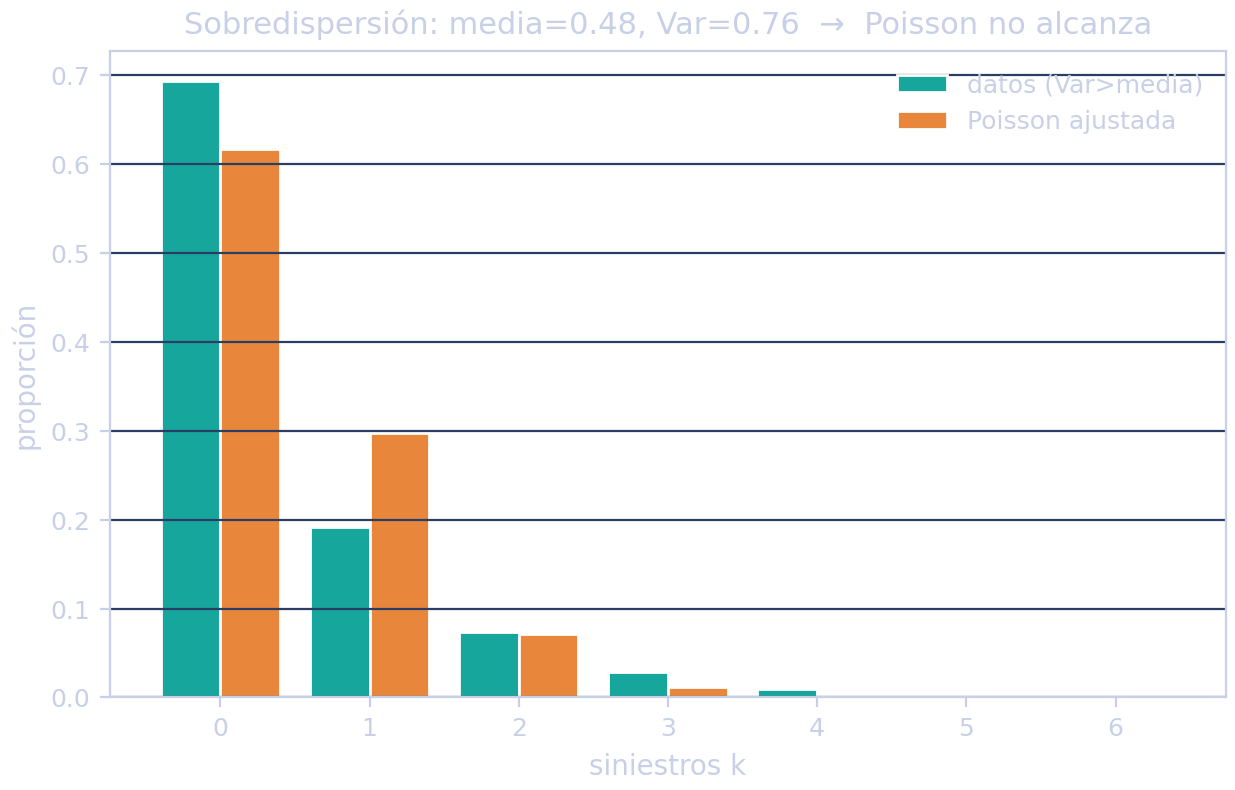 Sobredispersión: media=0.48, Var=0.76 → Poisson no alcanza
datos (Var>media)
Poisson ajustada
proporción
0.7
0.6
0.5
0.4
0.3
0.2
0.1
0.0
0 1 2 3 4 5 6
siniestros k